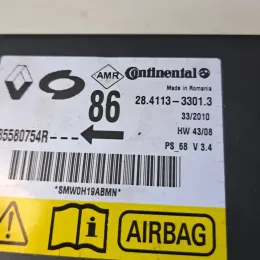 AMR Continental
Made in Romania
86 28.4113-3301.3
33/2010
85580754R--- HW 43/08
PS_68 V 3.4
*8MW0H19ABMN*
AIRBAG